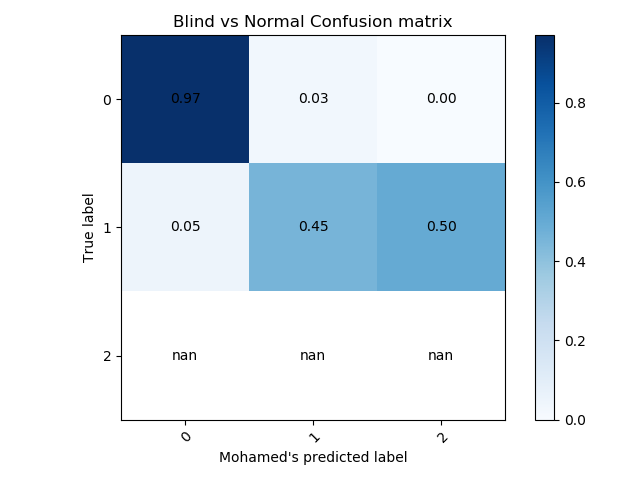 Blind vs Normal Confusion matrix
True label
0
0.97 0.03 0.00
1
0.05 0.45 0.50
2
nan nan nan
0 1 2
Mohamed's predicted label
0.8
0.6
0.4
0.2
0.0